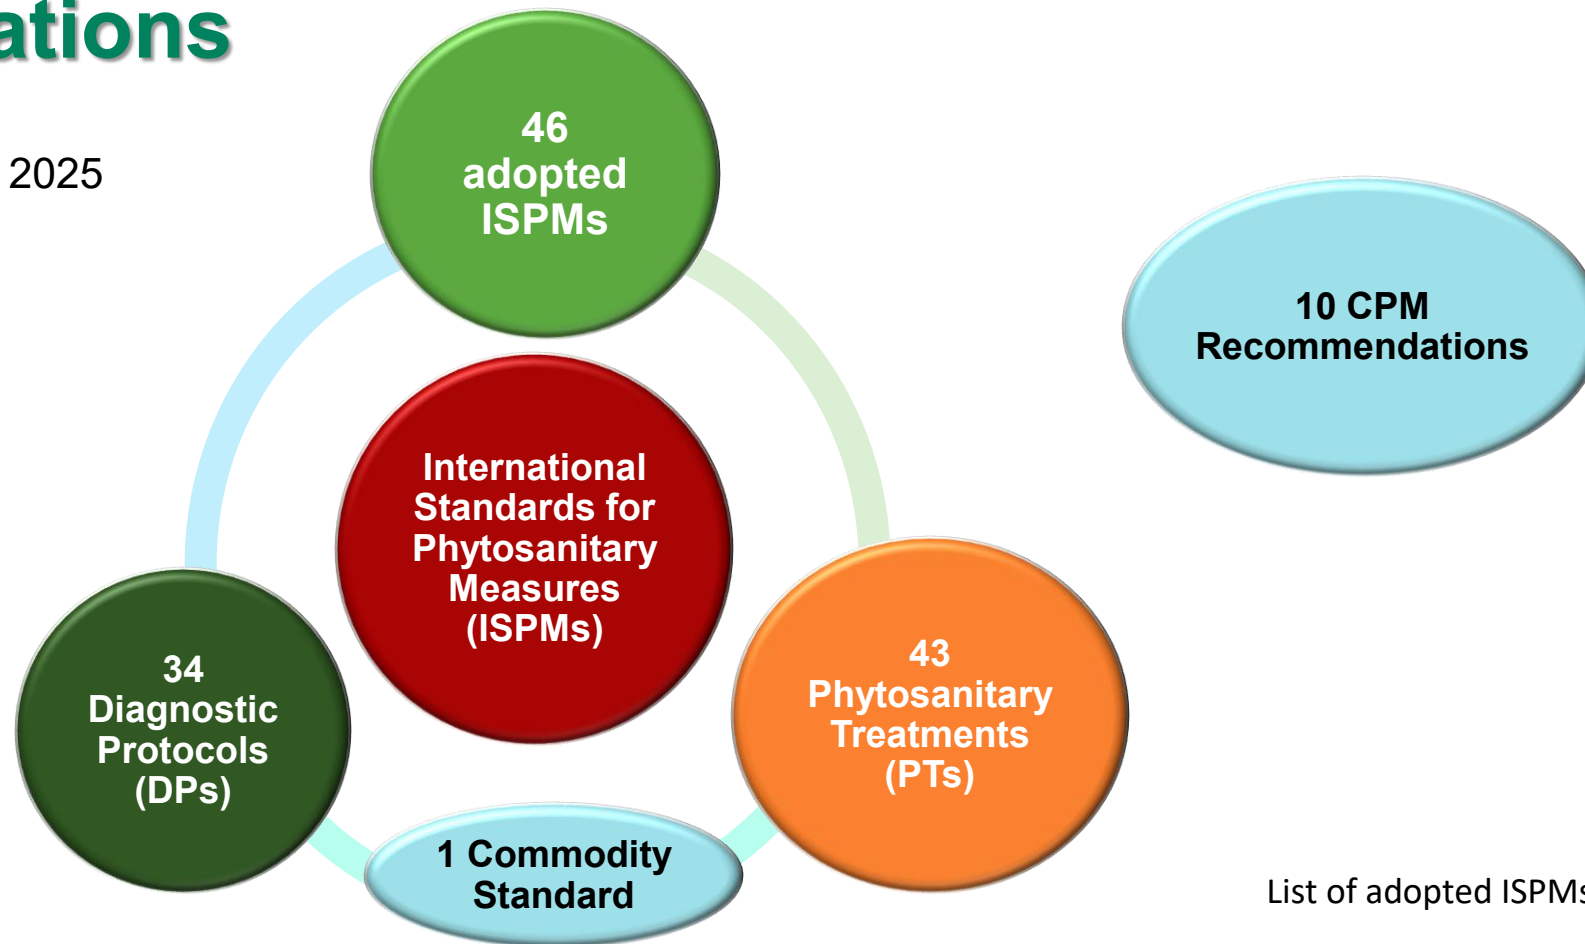 ations
2025
46
adopted
ISPMs
10 CPM
Recommendations
International
Standards for
Phytosanitary
Measures
(ISPMs)
34
Diagnostic
Protocols
(DPs)
43
Phytosanitary
Treatments
(PTs)
1 Commodity
Standard
List of adopted ISPMs